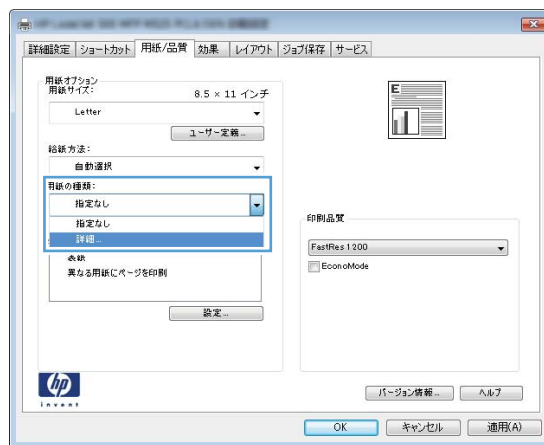 詳細設定 ショートカット 用紙/品質 効果 レイアウト ジョブ保存 サービス
用紙オプション
用紙サイズ: 8.5 × 11 インチ
Letter
ユーザー定義...
給紙方法:
自動選択
用紙の種類:
指定なし
指定なし
詳細...
表紙
異なる用紙にページを印刷
設定...
印刷品質
FastRes 1200
EconoMode
E
hp
invent
バージョン情報... ヘルプ
OK キャンセル 適用(A)